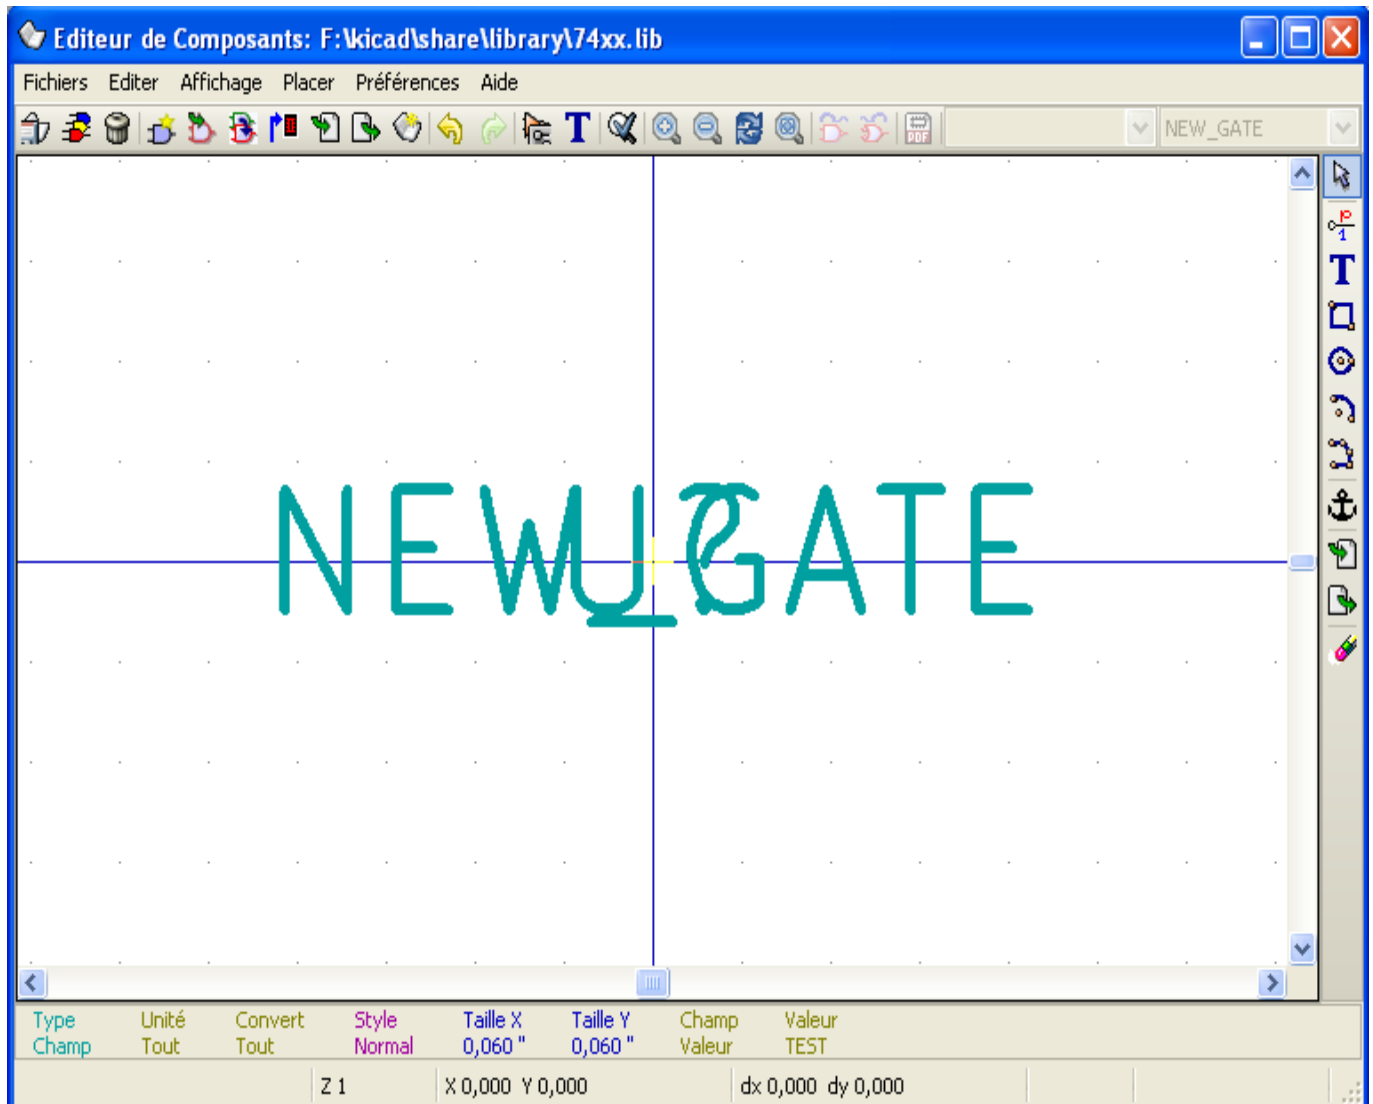 Editeur de Composants: F:\kicad\share\library\74xx.lib
Fichiers Editer Affichage Placer Préférences Aide
NEW_GATE
NEW_GATE
U?
Type Unité Convert Style Taille X Taille Y Champ Valeur
Champ Tout Tout Normal 0,060 " 0,060 " Valeur TEST
Z 1 X 0,000 Y 0,000 dx 0,000 dy 0,000